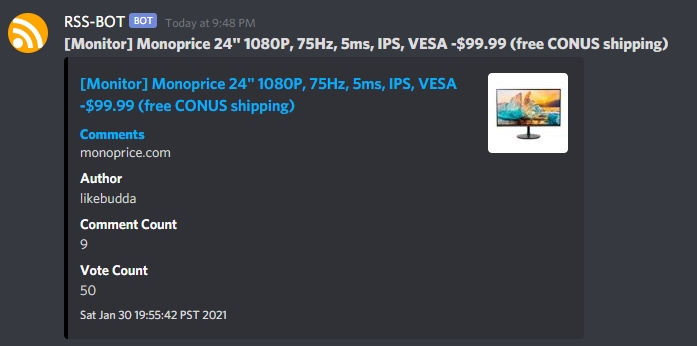 RSS-BOT BOT Today at 9:48 PM
[Monitor] Monoprice 24" 1080P, 75Hz, 5ms, IPS, VESA -$99.99 (free CONUS shipping)
[Monitor] Monoprice 24" 1080P, 75Hz, 5ms, IPS, VESA
-$99.99 (free CONUS shipping)
Comments
monoprice.com
Author
likebudda
Comment Count
9
Vote Count
50
Sat Jan 30 19:55:42 PST 2021